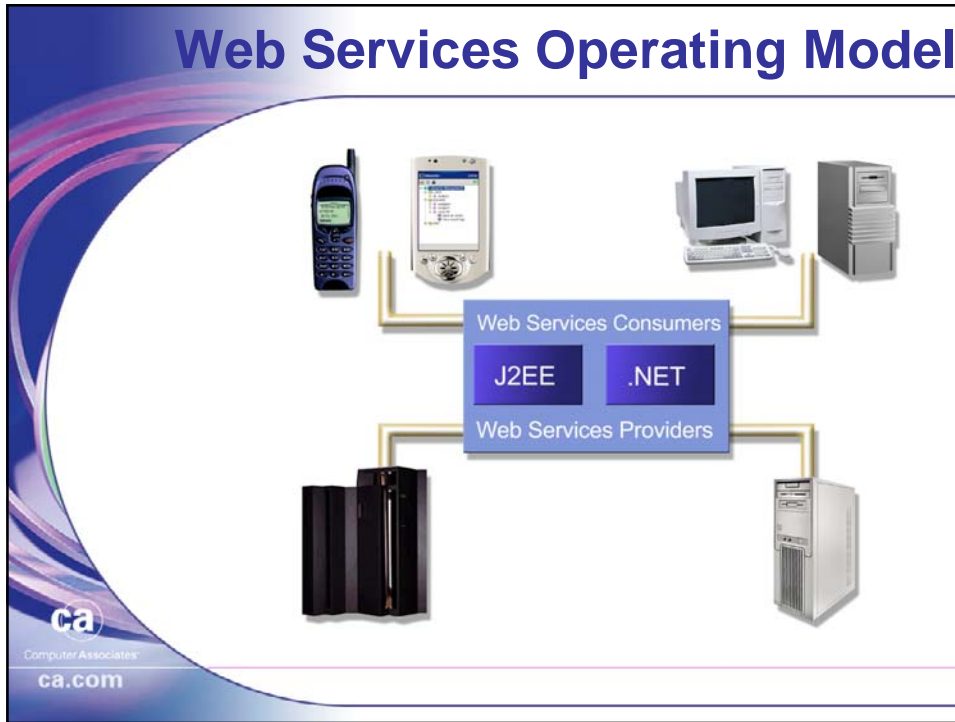 Web Services Operating Model
Web Services Consumers
J2EE
.NET
Web Services Providers
ca
Computer Associates
ca.com